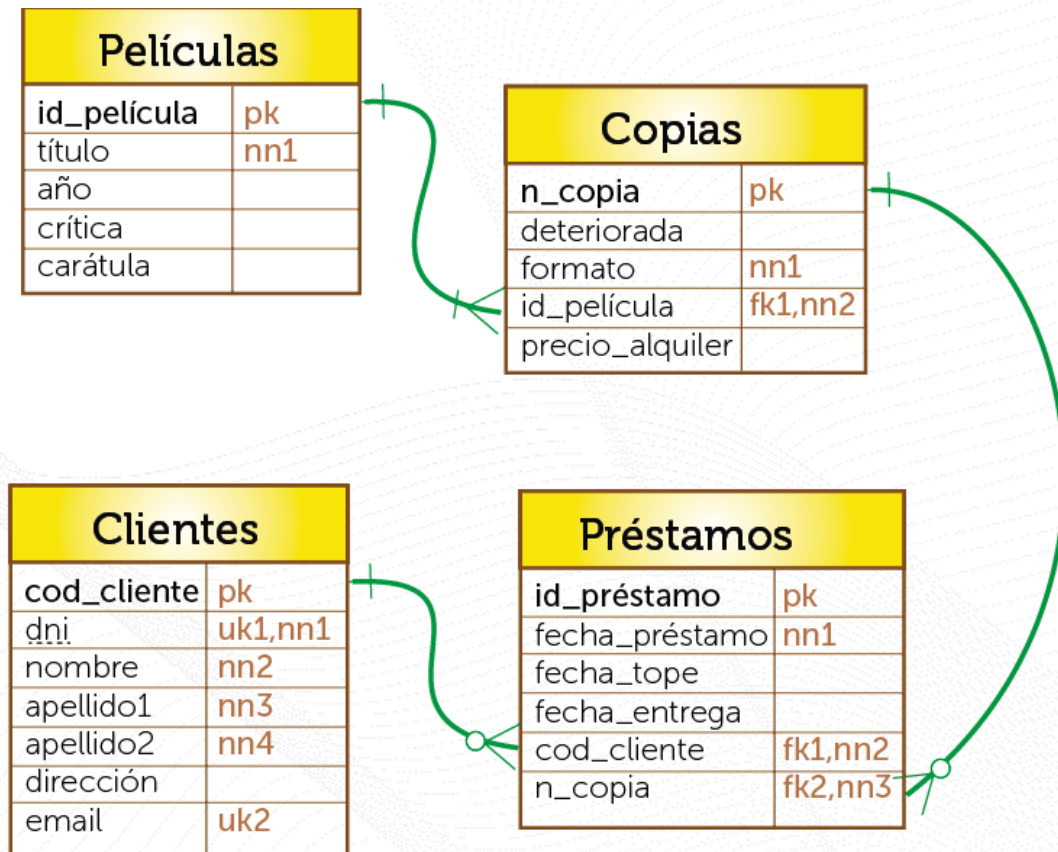 Películas
id_película pk
título nn1
año
crítica
carátula
Copias
n_copia pk
deteriorada
formato nn1
id_película fk1,nn2
precio_alquiler
Clientes
cod_cliente pk
dni uk1,nn1
nombre nn2
apellido1 nn3
apellido2 nn4
dirección
email uk2
Préstamos
id_préstamo pk
fecha_préstamo nn1
fecha_tope
fecha_entrega
cod_cliente fk1,nn2
n_copia fk2,nn3